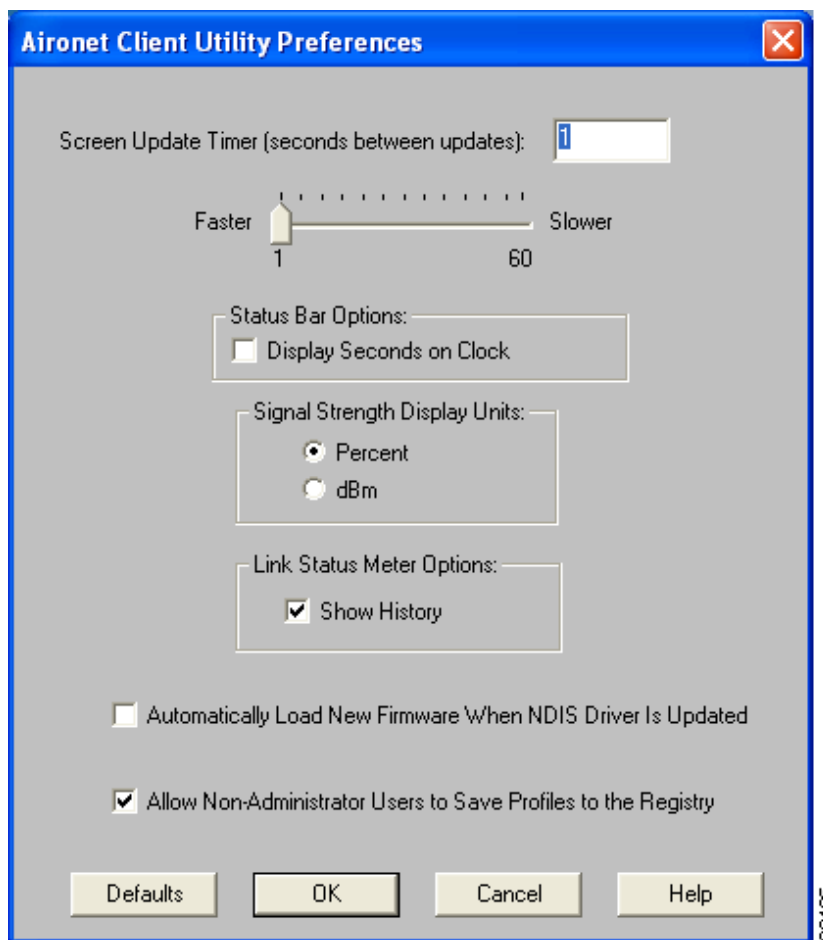 Aironet Client Utility Preferences
Screen Update Timer (seconds between updates): 1
Faster Slower
1 60
Status Bar Options:
Display Seconds on Clock
Signal Strength Display Units:
Percent
dBm
Link Status Meter Options:
Show History
Automatically Load New Firmware When NDIS Driver Is Updated
Allow Non-Administrator Users to Save Profiles to the Registry
Defaults OK Cancel Help